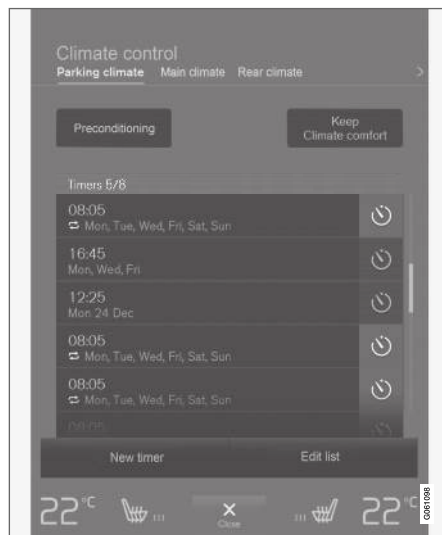 Climate control
Parking climate Main climate Rear climate
Preconditioning
Keep
Climate comfort
Timers 5/8
08:05
Mon, Tue, Wed, Fri, Sat, Sun
16:45
Mon, Wed, Fri
12:25
Mon 24 Dec
08:05
Mon, Tue, Wed, Fri, Sat, Sun
08:05
Mon, Tue, Wed, Fri, Sat, Sun
08:05
New timer Edit list
22°C 22°C
Close
G061098